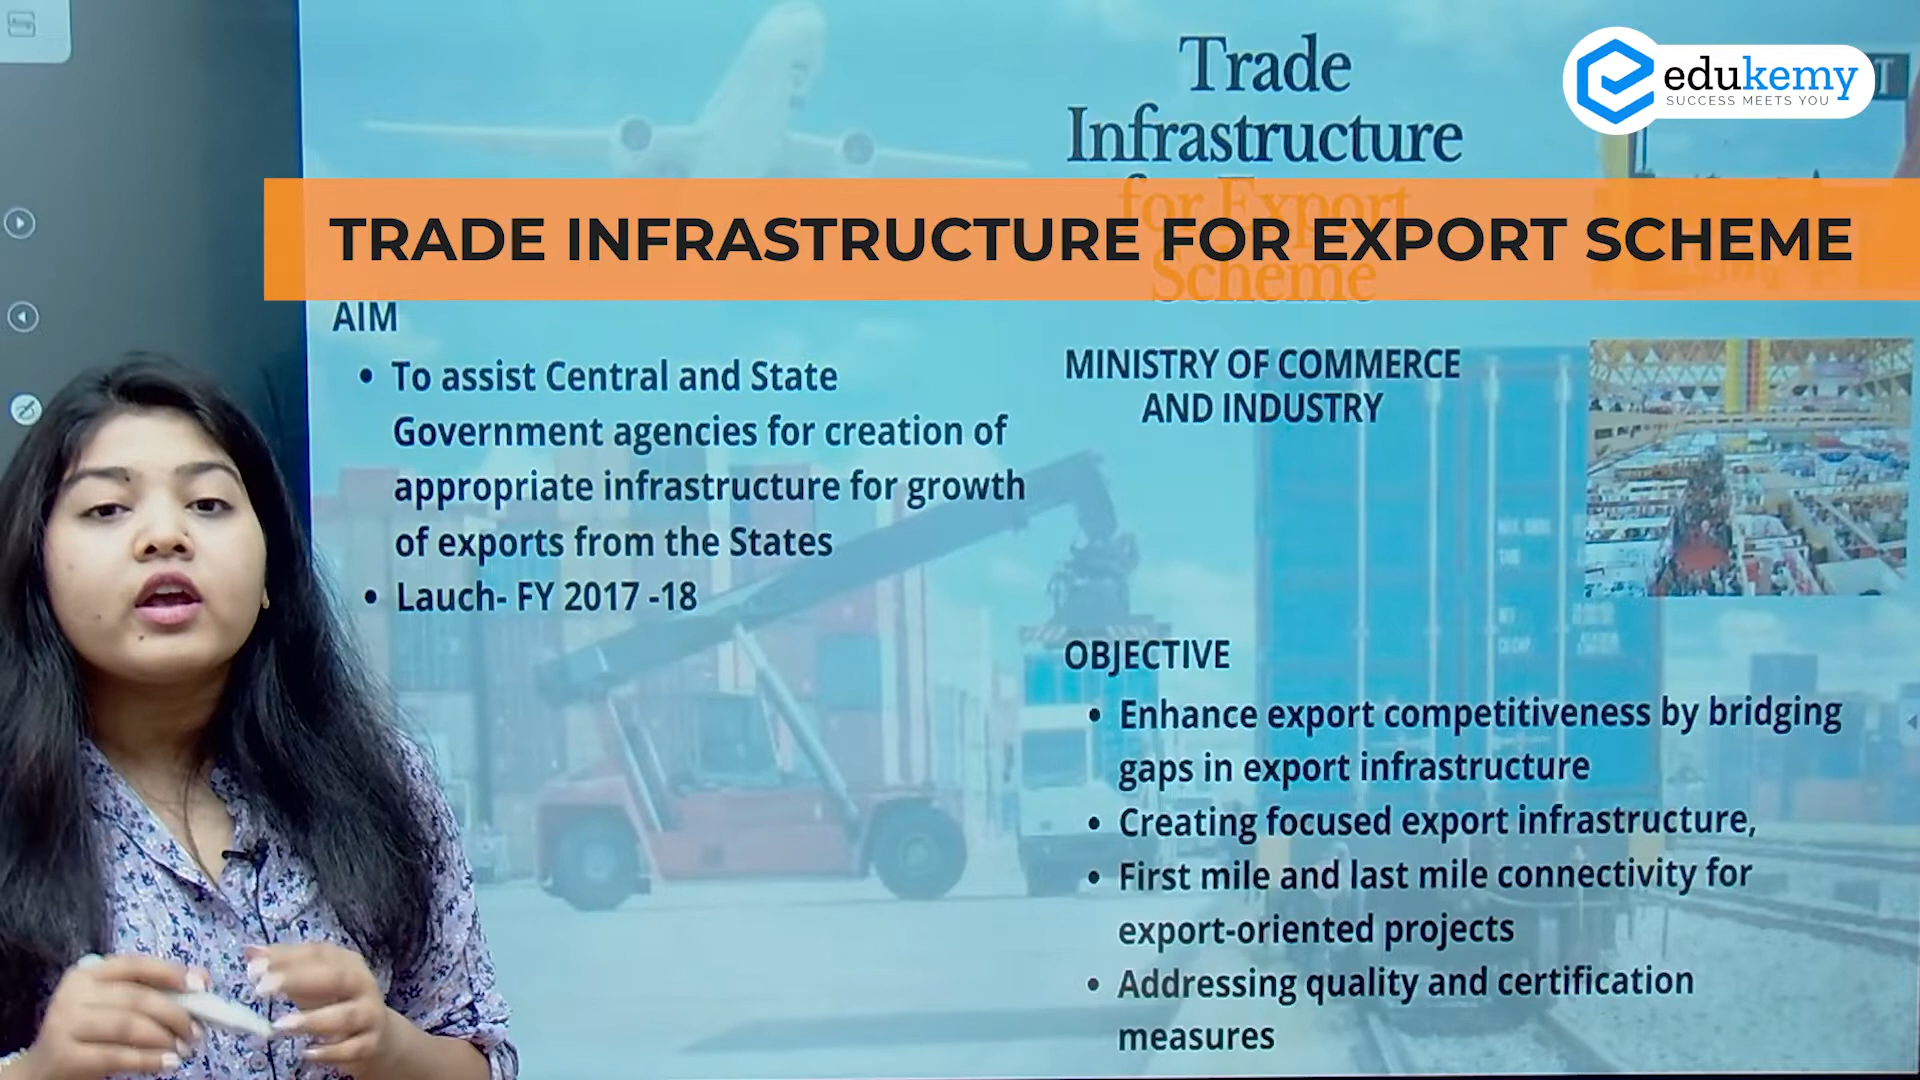 Trade
Infrastructure
for Export
Scheme
edukemy
SUCCESS MEETS YOU
TRADE INFRASTRUCTURE FOR EXPORT SCHEME
AIM
• To assist Central and State
Government agencies for creation of
appropriate infrastructure for growth
of exports from the States
• Lauch- FY 2017 -18
MINISTRY OF COMMERCE
AND INDUSTRY
OBJECTIVE
• Enhance export competitiveness by bridging
gaps in export infrastructure
• Creating focused export infrastructure,
• First mile and last mile connectivity for
export-oriented projects
• Addressing quality and certification
measures